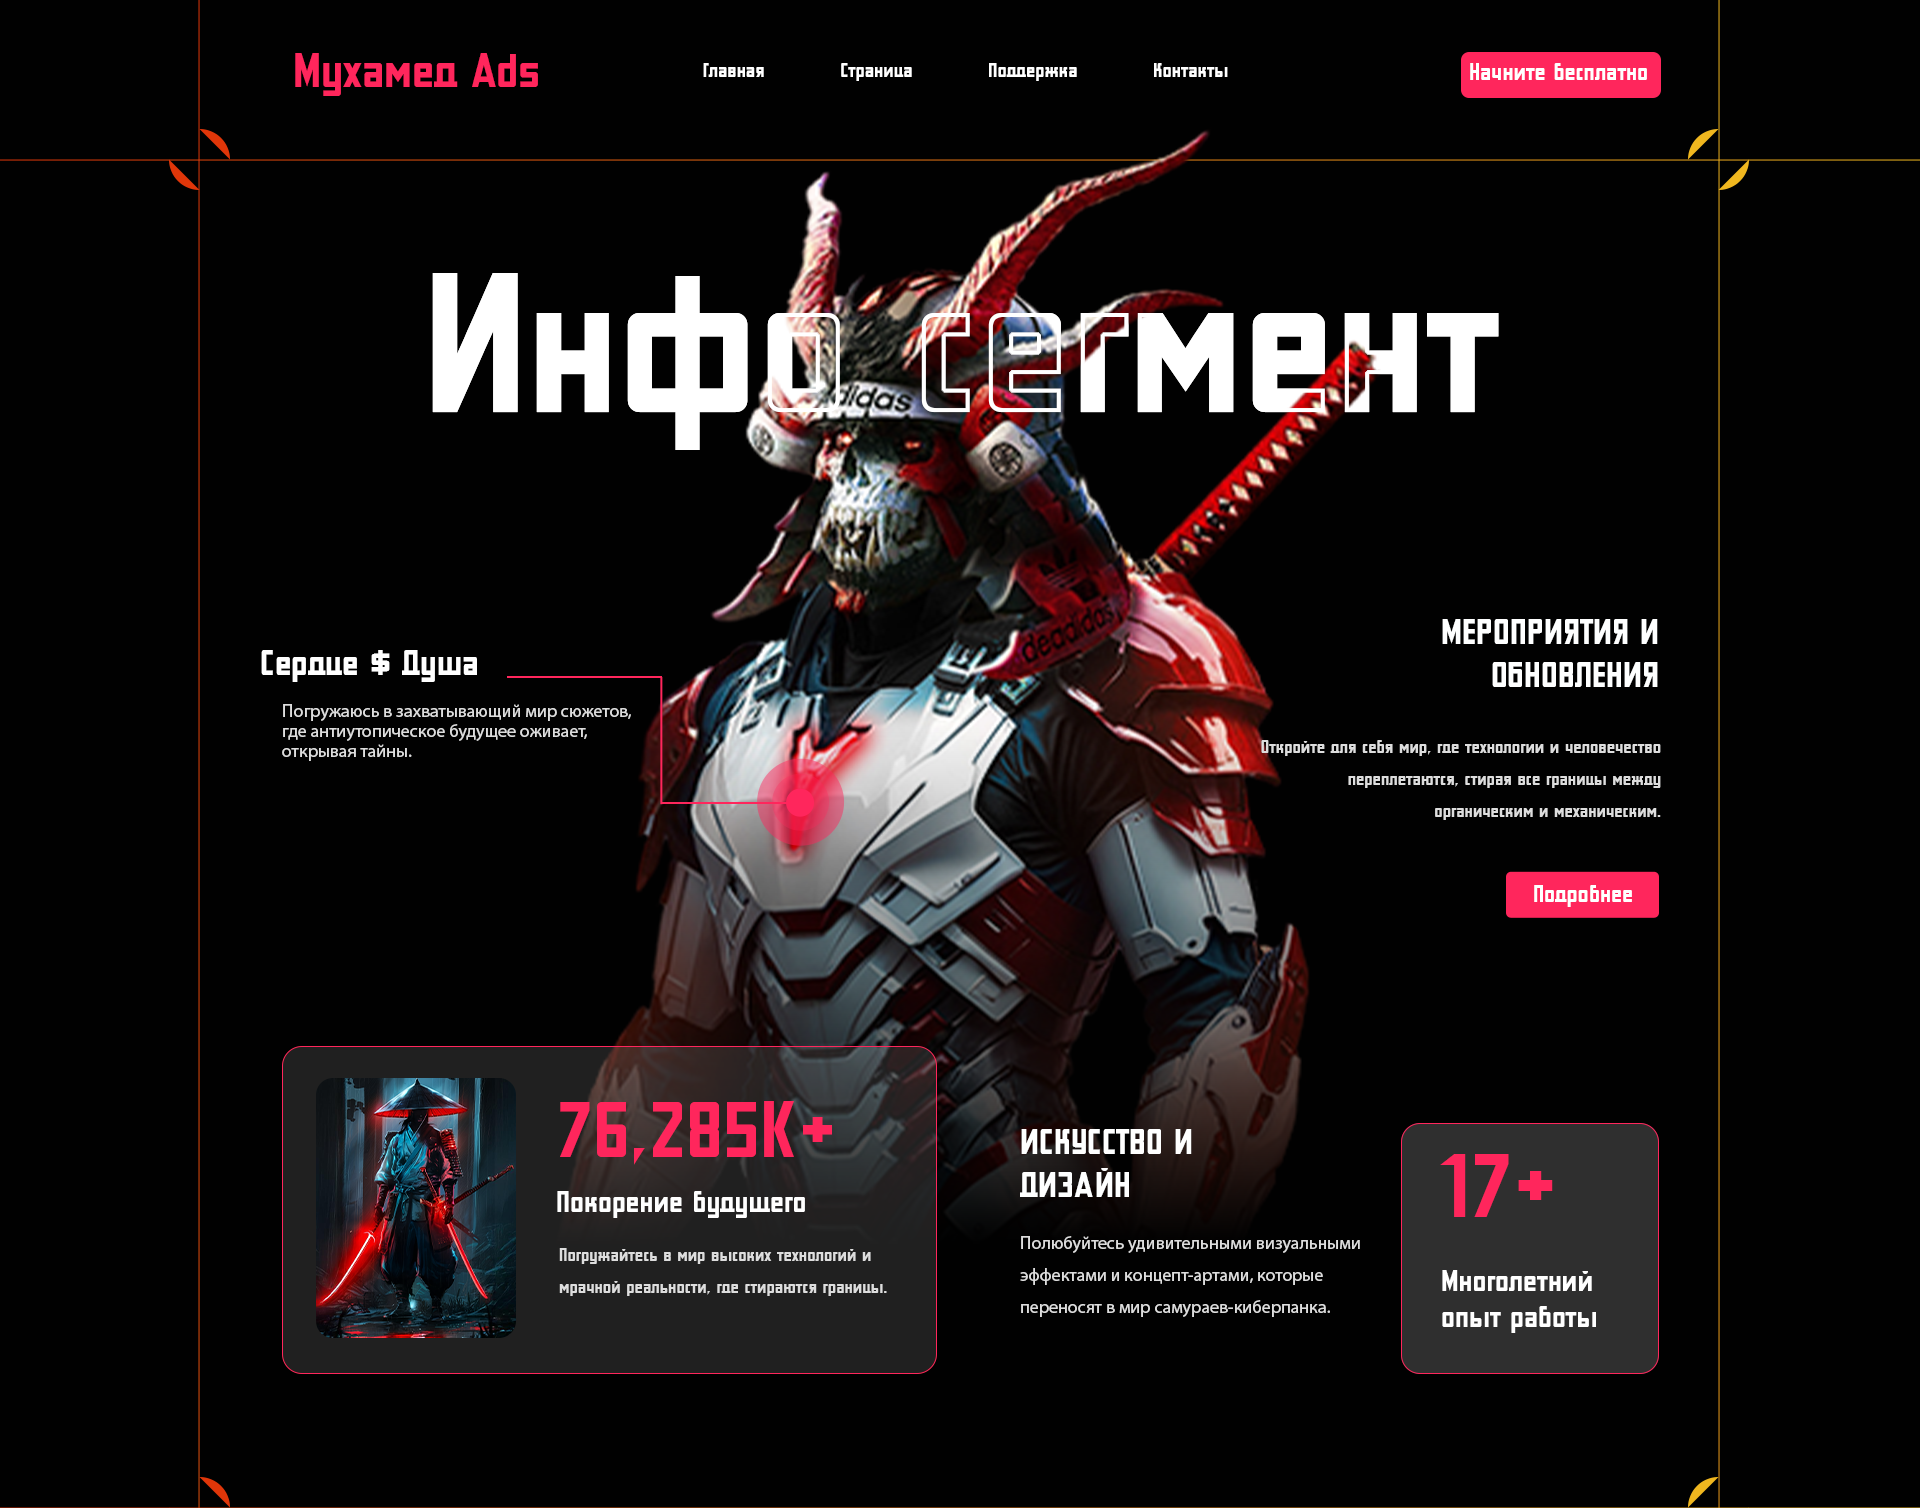 Мухамед Ads
Главная
Страница
Поддержка
Контакты
Начните бесплатно
Инфо сегмент
adidas
deadidas
Сердце $ Душа
Погружаюсь в захватывающий мир сюжетов,
где антиутопическое будущее оживает,
открывая тайны.
МЕРОПРИЯТИЯ И
ОБНОВЛЕНИЯ
Откройте для себя мир, где технологии и человечество
переплетаются, стирая все границы между
органическим и механическим.
Подробнее
76,285K+
Покорение будущего
Погружайтесь в мир высоких технологий и
мрачной реальности, где стираются границы.
ИСКУССТВО И
ДИЗАЙН
Полюбуйтесь удивительными визуальными
эффектами и концепт-артами, которые
переносят в мир самураев-киберпанка.
17+
Многолетний
опыт работы